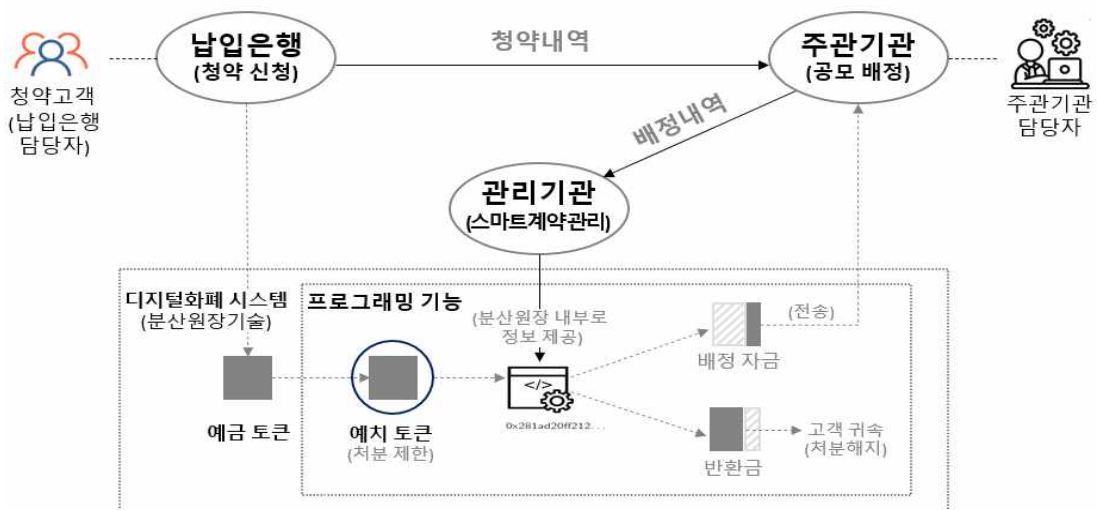 납입은행
(청약 신청)
청약내역
주관기관
(공모 배정)
청약고객
(납입은행
담당자)
주관기관
담당자
배정내역
관리기관
(스마트계약관리)
디지털화폐 시스템
(분산원장기술)
프로그래밍 기능
(분산원장 내부로
정보 제공)
(전송)
배정 자금
</>
0x281ad20ff212...
예금 토큰
예치 토큰
(처분 제한)
반환금
고객 귀속
(처분해지)